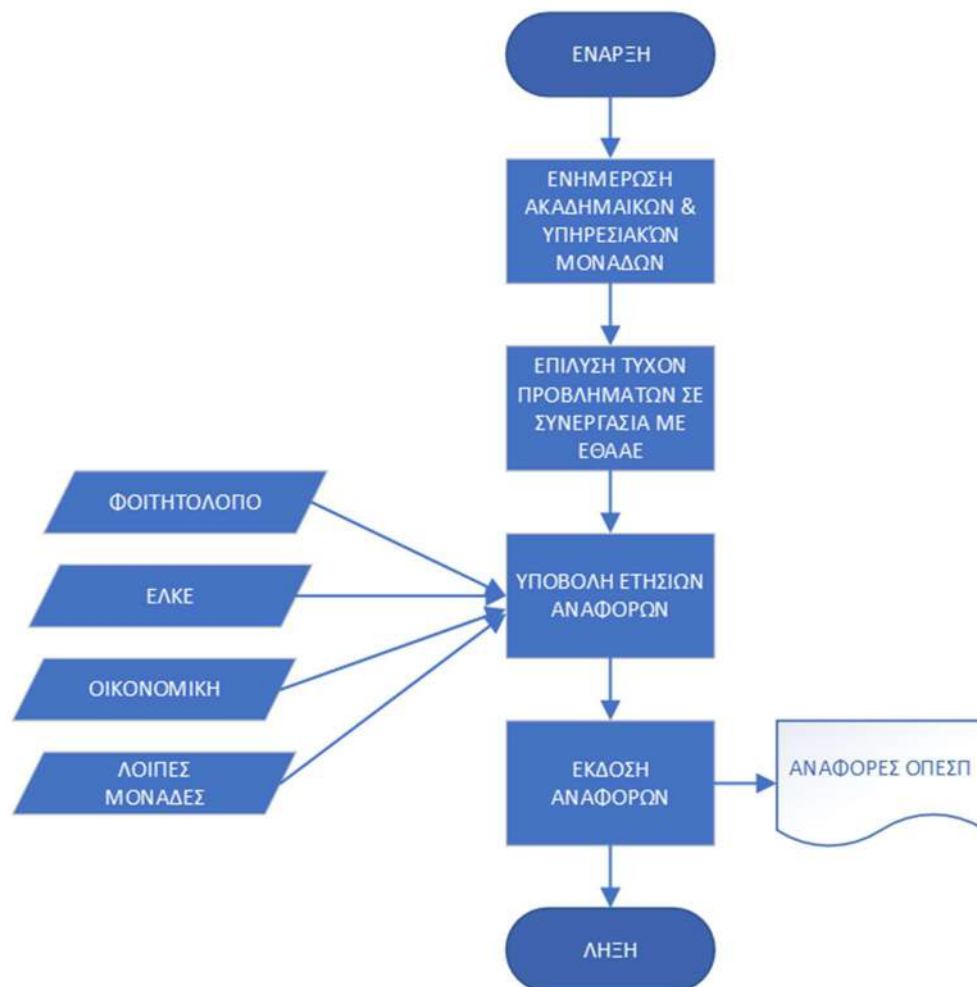 ΕΝΑΡΞΗ
ΕΝΗΜΕΡΩΣΗ
ΑΚΑΔΗΜΑΙΚΩΝ &
ΥΠΗΡΕΣΙΑΚΏΝ
ΜΟΝΑΔΩΝ
ΕΠΙΛΥΣΗ ΤΥΧΟΝ
ΠΡΟΒΛΗΜΑΤΩΝ ΣΕ
ΣΥΝΕΡΓΑΣΙΑ ΜΕ
ΕΘΑΑΕ
ΦΟΙΤΗΤΟΛΟΠΟ
ΕΛΚΕ
ΟΙΚΟΝΟΜΙΚΗ
ΛΟΙΠΕΣ
ΜΟΝΑΔΕΣ
ΥΠΟΒΟΛΗ ΕΤΗΣΙΩΝ
ΑΝΑΦΟΡΩΝ
ΕΚΔΟΣΗ
ΑΝΑΦΟΡΩΝ
ΑΝΑΦΟΡΕΣ ΟΠΕΣΠ
ΛΗΞΗ